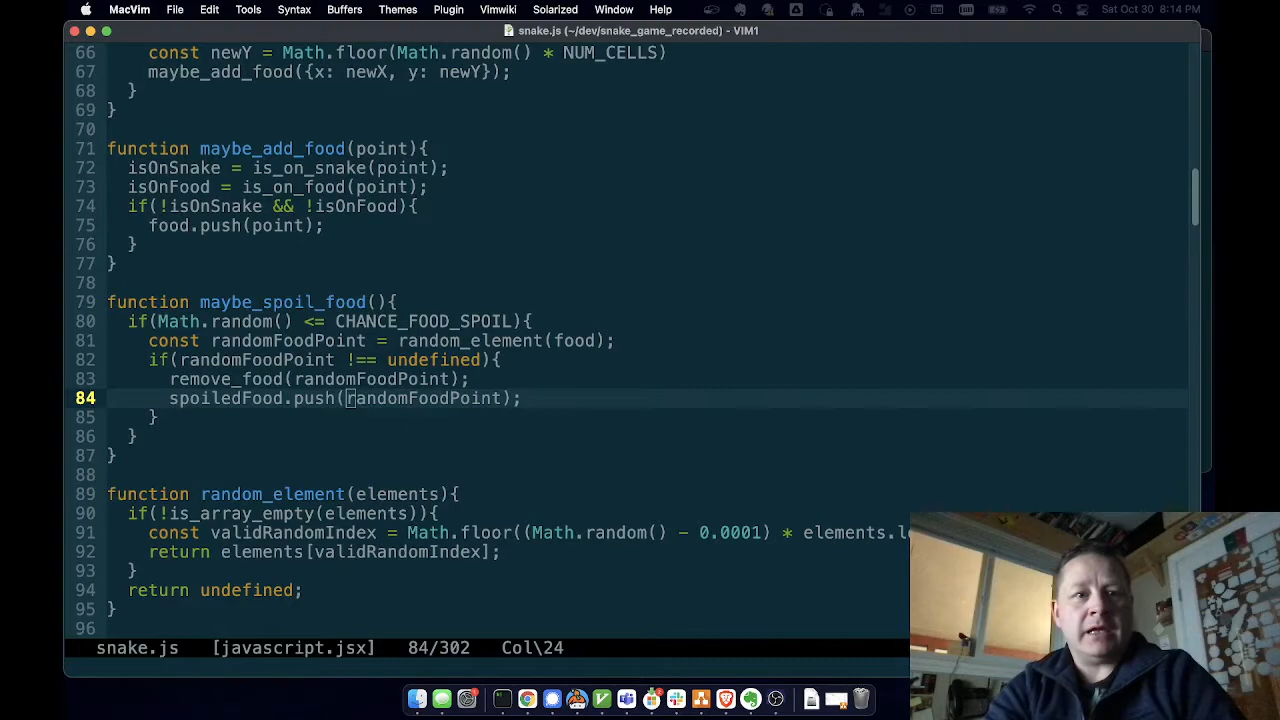 MacVim File Edit Tools Syntax Buffers Themes Plugin Vimwiki Solarized Window Help Sat Oct 30 8:14 PM
snake.js (~/dev/snake_game_recorded) - VIM1
66 const newY = Math.floor(Math.random() * NUM_CELLS)
67 maybe_add_food({x: newX, y: newY});
68 }
69 }
70
71 function maybe_add_food(point){
72 isOnSnake = is_on_snake(point);
73 isOnFood = is_on_food(point);
74 if(!isOnSnake && !isOnFood){
75 food.push(point);
76 }
77 }
78
79 function maybe_spoil_food(){
80 if(Math.random() <= CHANCE_FOOD_SPOIL){
81 const randomFoodPoint = random_element(food);
82 if(randomFoodPoint !== undefined){
83 remove_food(randomFoodPoint);
84 spoiledFood.push(randomFoodPoint);
85 }
86 }
87 }
88
89 function random_element(elements){
90 if(!is_array_empty(elements)){
91 const validRandomIndex = Math.floor((Math.random() - 0.0001) * elements.le
92 return elements[validRandomIndex];
93 }
94 return undefined;
95 }
96
snake.js [javascript.jsx] 84/302 Col\24